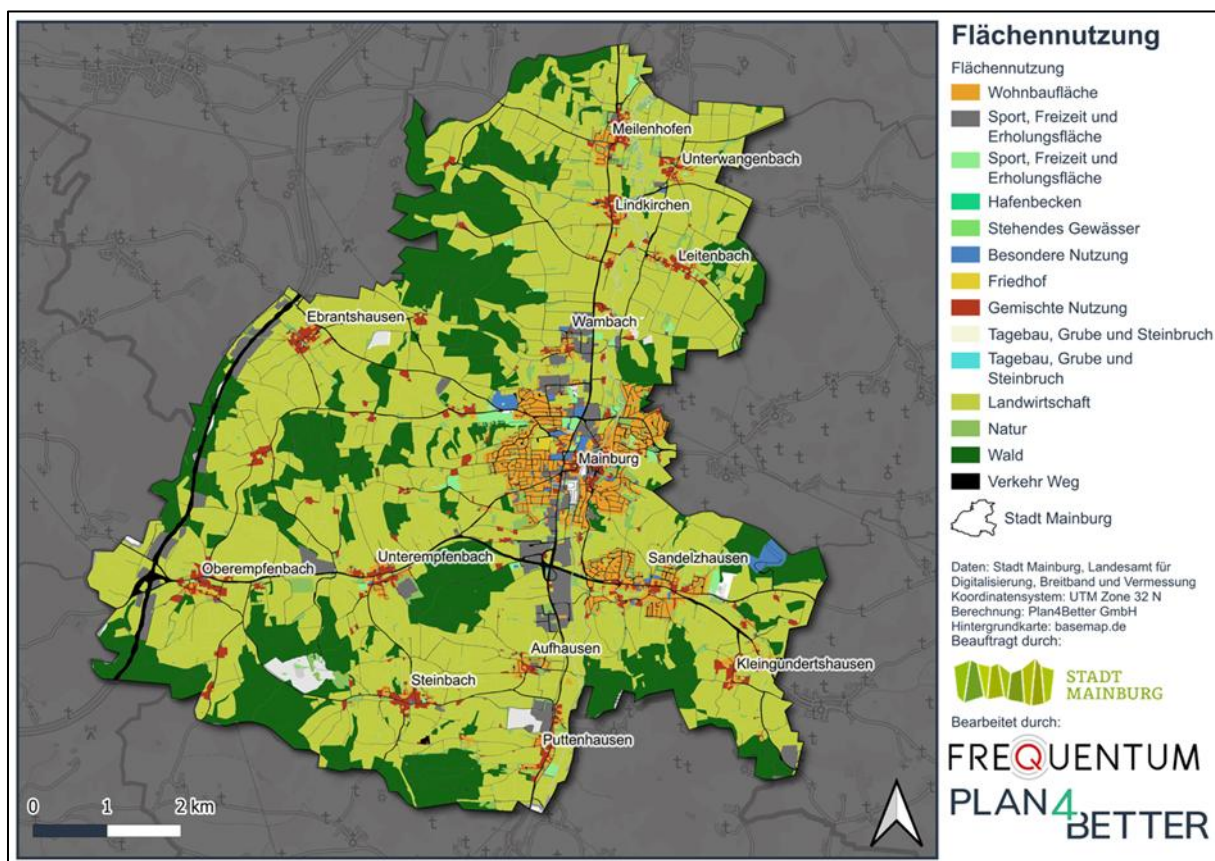 Meilenhofen
Unterwangenbach
Lindkirchen
Leitenbach
Ebrantshausen
Wambach
Mainburg
Oberempfenbach
Unterempfenbach
Sandelzhausen
Aufhausen
Kleingundertshausen
Steinbach
Puttenhausen
0 1 2 km
Flächennutzung
Flächennutzung
Wohnbaufläche
Sport, Freizeit und
Erholungsfläche
Sport, Freizeit und
Erholungsfläche
Hafenbecken
Stehendes Gewässer
Besondere Nutzung
Friedhof
Gemischte Nutzung
Tagebau, Grube und Steinbruch
Tagebau, Grube und
Steinbruch
Landwirtschaft
Natur
Wald
Verkehr Weg
Stadt Mainburg
Daten: Stadt Mainburg, Landesamt für
Digitalisierung, Breitband und Vermessung
Koordinatensystem: UTM Zone 32 N
Berechnung: Plan4Better GmbH
Hintergrundkarte: basemap.de
Beauftragt durch:
STADT
MAINBURG
Bearbeitet durch:
FREQUENTUM
PLAN4
BETTER